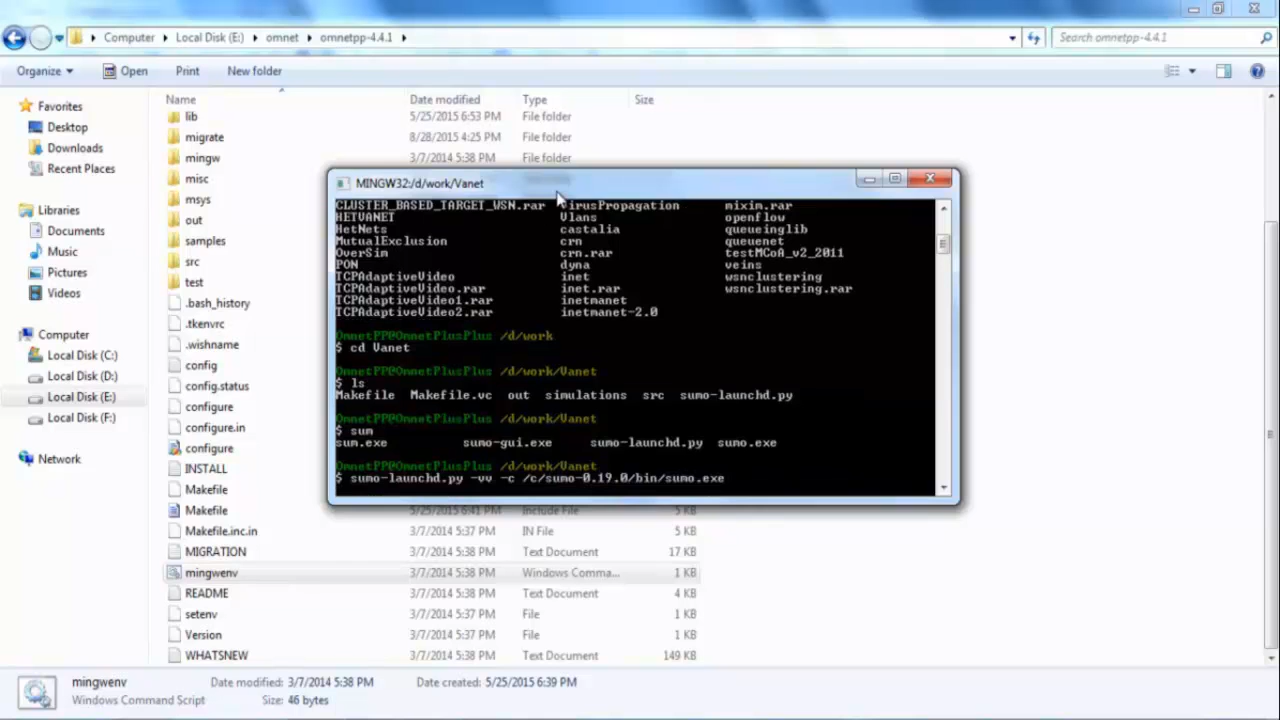 Computer Local Disk (E:) omnet omnetpp-4.4.1 Search omnetpp-4.4.1
Organize Open Print New folder
Name Date modified Type Size
Favorites
Desktop
Downloads
Recent Places
Libraries
Documents
Music
Pictures
Videos
Computer
Local Disk (C:)
Local Disk (D:)
Local Disk (E:)
Local Disk (F:)
Network
lib 5/25/2015 6:53 PM File folder
migrate 8/28/2015 4:25 PM File folder
mingw 3/7/2014 5:38 PM File folder
misc
msys
out
samples
src
test
.bash_history
.tkenvrc
.wishname
config
config.status
configure
configure.in
configure
INSTALL
Makefile
Makefile 5/25/2015 6:41 PM Include File 5 KB
Makefile.inc.in 3/7/2014 5:37 PM IN File 5 KB
MIGRATION 3/7/2014 5:38 PM Text Document 17 KB
mingwenv 3/7/2014 5:38 PM Windows Comma... 1 KB
README 3/7/2014 5:38 PM Text Document 4 KB
setenv 3/7/2014 5:37 PM File 1 KB
Version 3/7/2014 5:37 PM File 1 KB
WHATSNEW 3/7/2014 5:38 PM Text Document 149 KB
MINGW32:/d/work/Vanet
CLUSTER_BASED_TARGET_WSN.rar VirusPropagation mixim.rar
HETVANET Vlans openflow
HetNets castalia queueinglib
MutualExclusion crn queuenet
OverSim crn.rar testMCoA_v2_2011
PON dyna veins
TCPAdaptiveVideo inet wsnclustering
TCPAdaptiveVideo.rar inet.rar wsnclustering.rar
TCPAdaptiveVideo1.rar inetmanet
TCPAdaptiveVideo2.rar inetmanet-2.0
OmnetPP@OmnetPlusPlus /d/work
$ cd Vanet
OmnetPP@OmnetPlusPlus /d/work/Vanet
$ ls
Makefile Makefile.vc out simulations src sumo-launchd.py
OmnetPP@OmnetPlusPlus /d/work/Vanet
$ sum
sum.exe sumo-gui.exe sumo-launchd.py sumo.exe
OmnetPP@OmnetPlusPlus /d/work/Vanet
$ sumo-launchd.py -vv -c /c/sumo-0.19.0/bin/sumo.exe
mingwenv Date modified: 3/7/2014 5:38 PM Date created: 5/25/2015 6:39 PM
Windows Command Script Size: 46 bytes